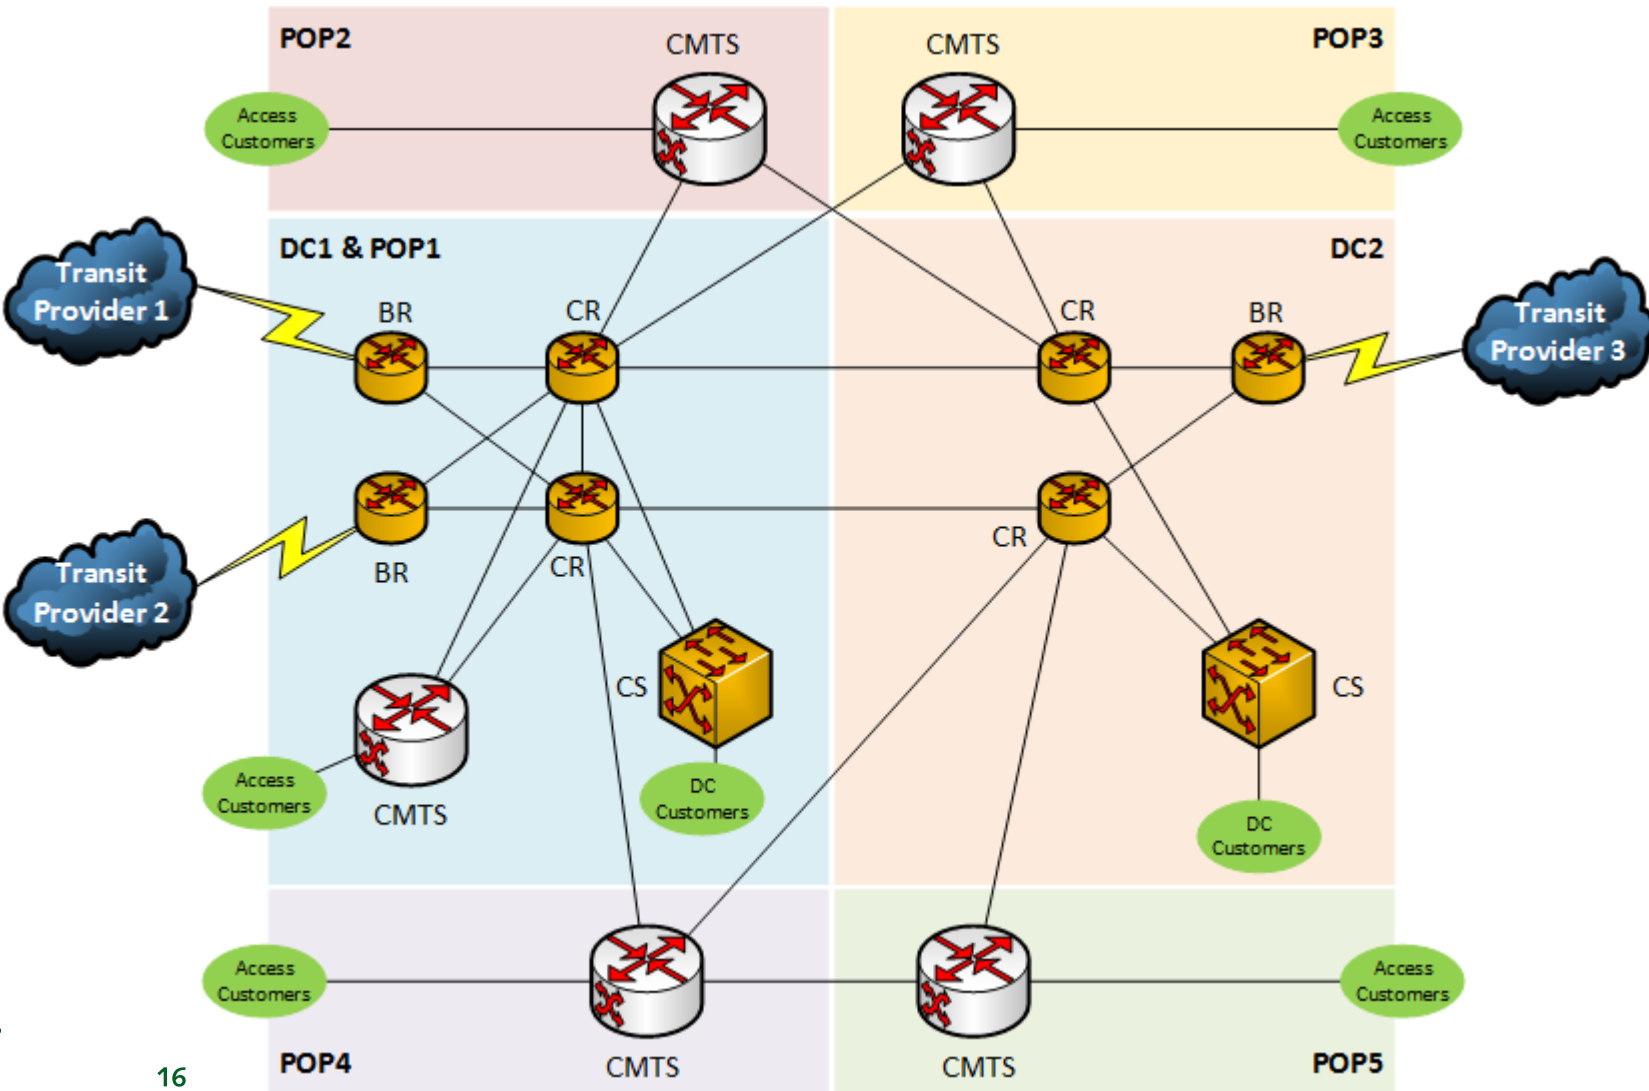 POP2
CMTS
CMTS
POP3
Access
Customers
Access
Customers
DC1 & POP1
DC2
Transit
Provider 1
BR
CR
CR
BR
Transit
Provider 3
BR
CR
CR
Transit
Provider 2
CS
CS
Access
Customers
CMTS
DC
Customers
DC
Customers
Access
Customers
Access
Customers
POP4
CMTS
CMTS
POP5
16